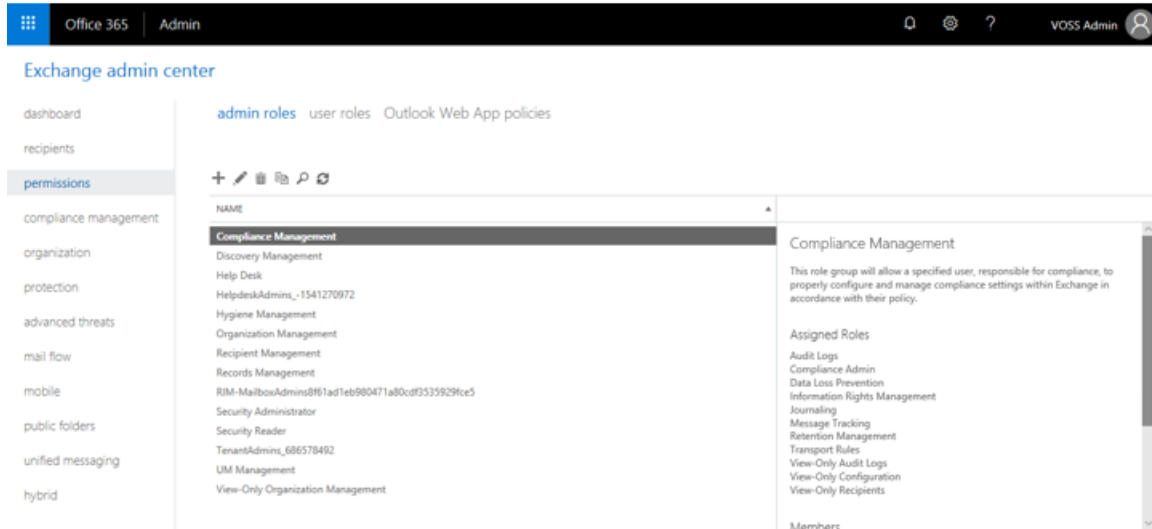 Office 365 Admin ? VOSS Admin
Exchange admin center
dashboard
recipients
permissions
compliance management
organization
protection
advanced threats
mail flow
mobile
public folders
unified messaging
hybrid
admin roles user roles Outlook Web App policies
NAME
Compliance Management
Discovery Management
Help Desk
HelpdeskAdmins_-1541270972
Hygiene Management
Organization Management
Recipient Management
Records Management
RIM-MailboxAdmins8f61ad1eb980471a80cdf3535929fce5
Security Administrator
Security Reader
TenantAdmins_686578492
UM Management
View-Only Organization Management
Compliance Management
This role group will allow a specified user, responsible for compliance, to
properly configure and manage compliance settings within Exchange in
accordance with their policy.
Assigned Roles
Audit Logs
Compliance Admin
Data Loss Prevention
Information Rights Management
Journaling
Message Tracking
Retention Management
Transport Rules
View-Only Audit Logs
View-Only Configuration
View-Only Recipients
Members